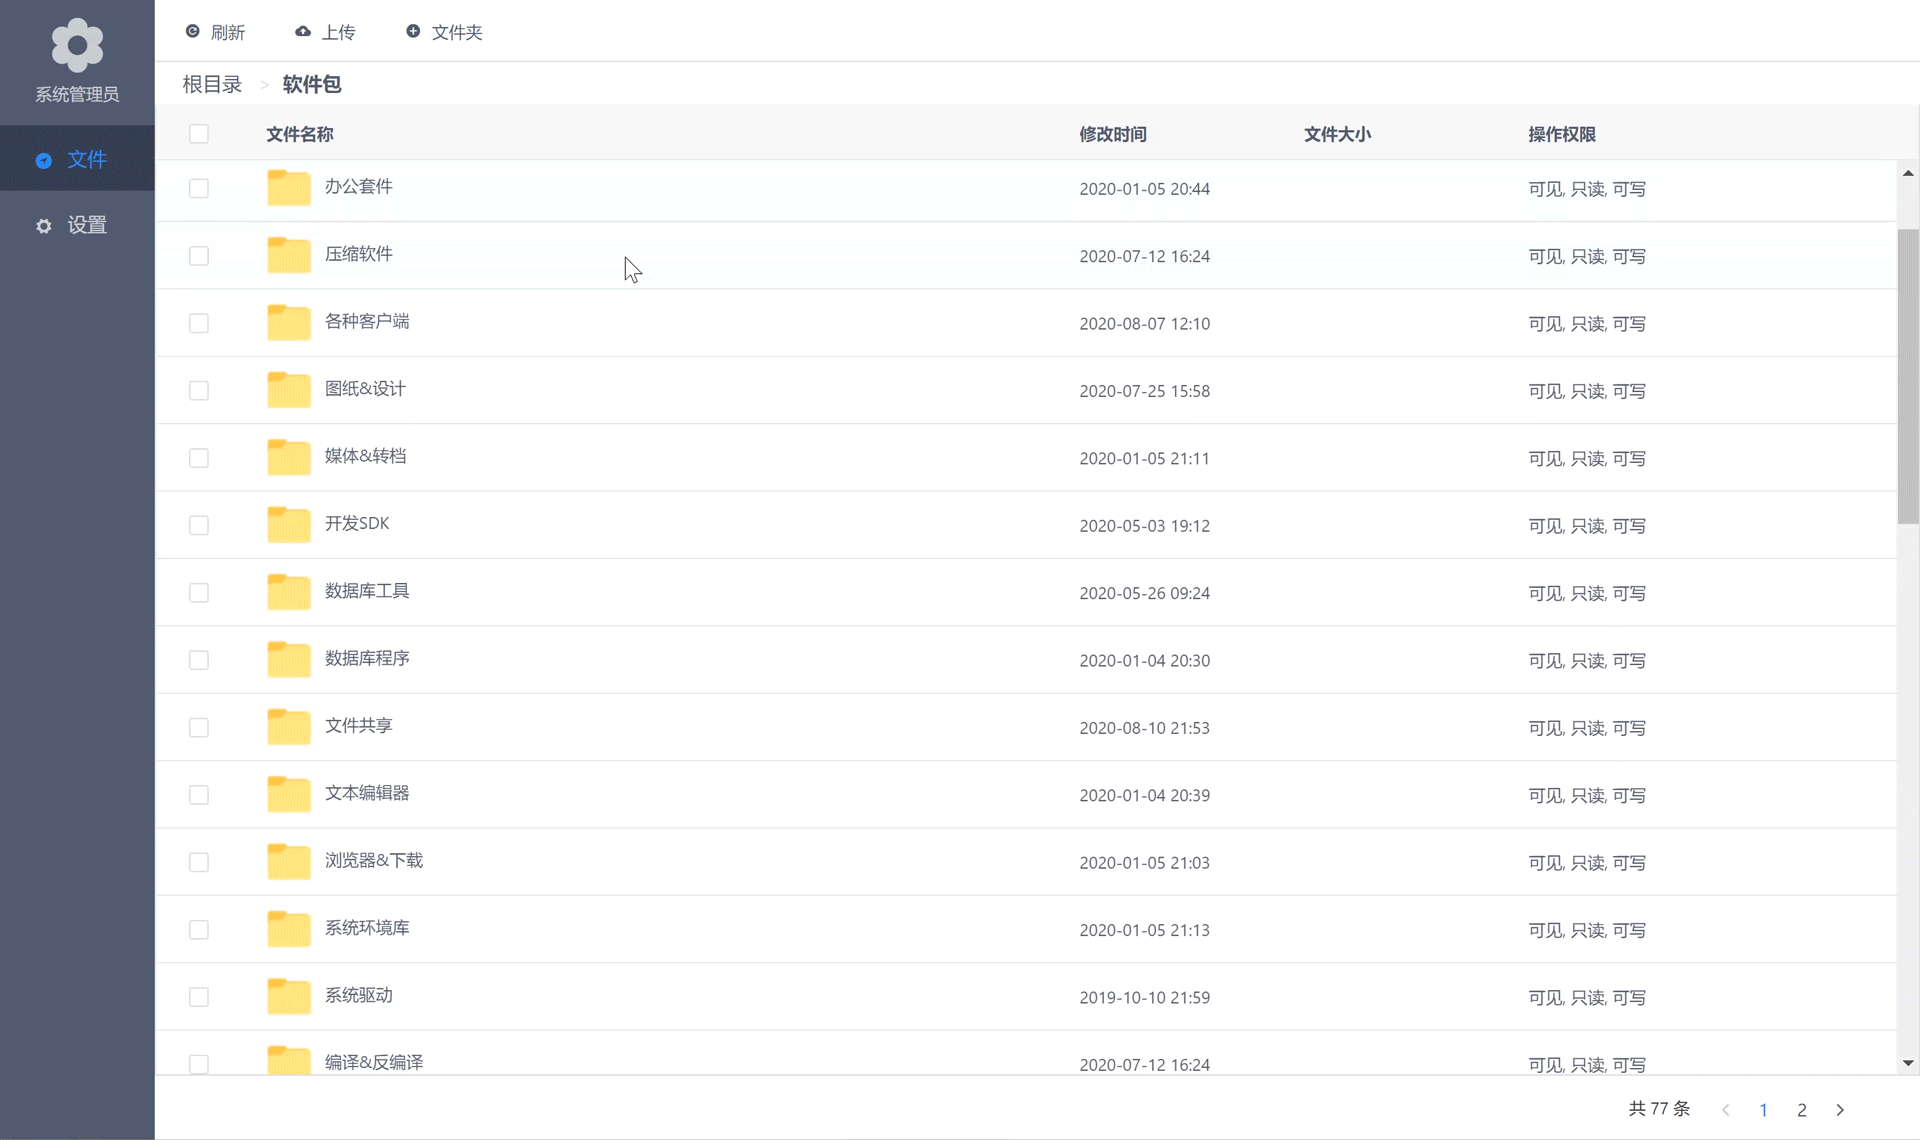 刷新 上传 文件夹
系统管理员
文件
设置
根目录 > 软件包
文件名称 修改时间 文件大小 操作权限
办公套件 2020-01-05 20:44 可见, 只读, 可写
压缩软件 2020-07-12 16:24 可见, 只读, 可写
各种客户端 2020-08-07 12:10 可见, 只读, 可写
图纸&设计 2020-07-25 15:58 可见, 只读, 可写
媒体&转档 2020-01-05 21:11 可见, 只读, 可写
开发SDK 2020-05-03 19:12 可见, 只读, 可写
数据库工具 2020-05-26 09:24 可见, 只读, 可写
数据库程序 2020-01-04 20:30 可见, 只读, 可写
文件共享 2020-08-10 21:53 可见, 只读, 可写
文本编辑器 2020-01-04 20:39 可见, 只读, 可写
浏览器&下载 2020-01-05 21:03 可见, 只读, 可写
系统环境库 2020-01-05 21:13 可见, 只读, 可写
系统驱动 2019-10-10 21:59 可见, 只读, 可写
编译&反编译 2020-07-12 16:24 可见, 只读, 可写
共 77 条 < 1 2 >